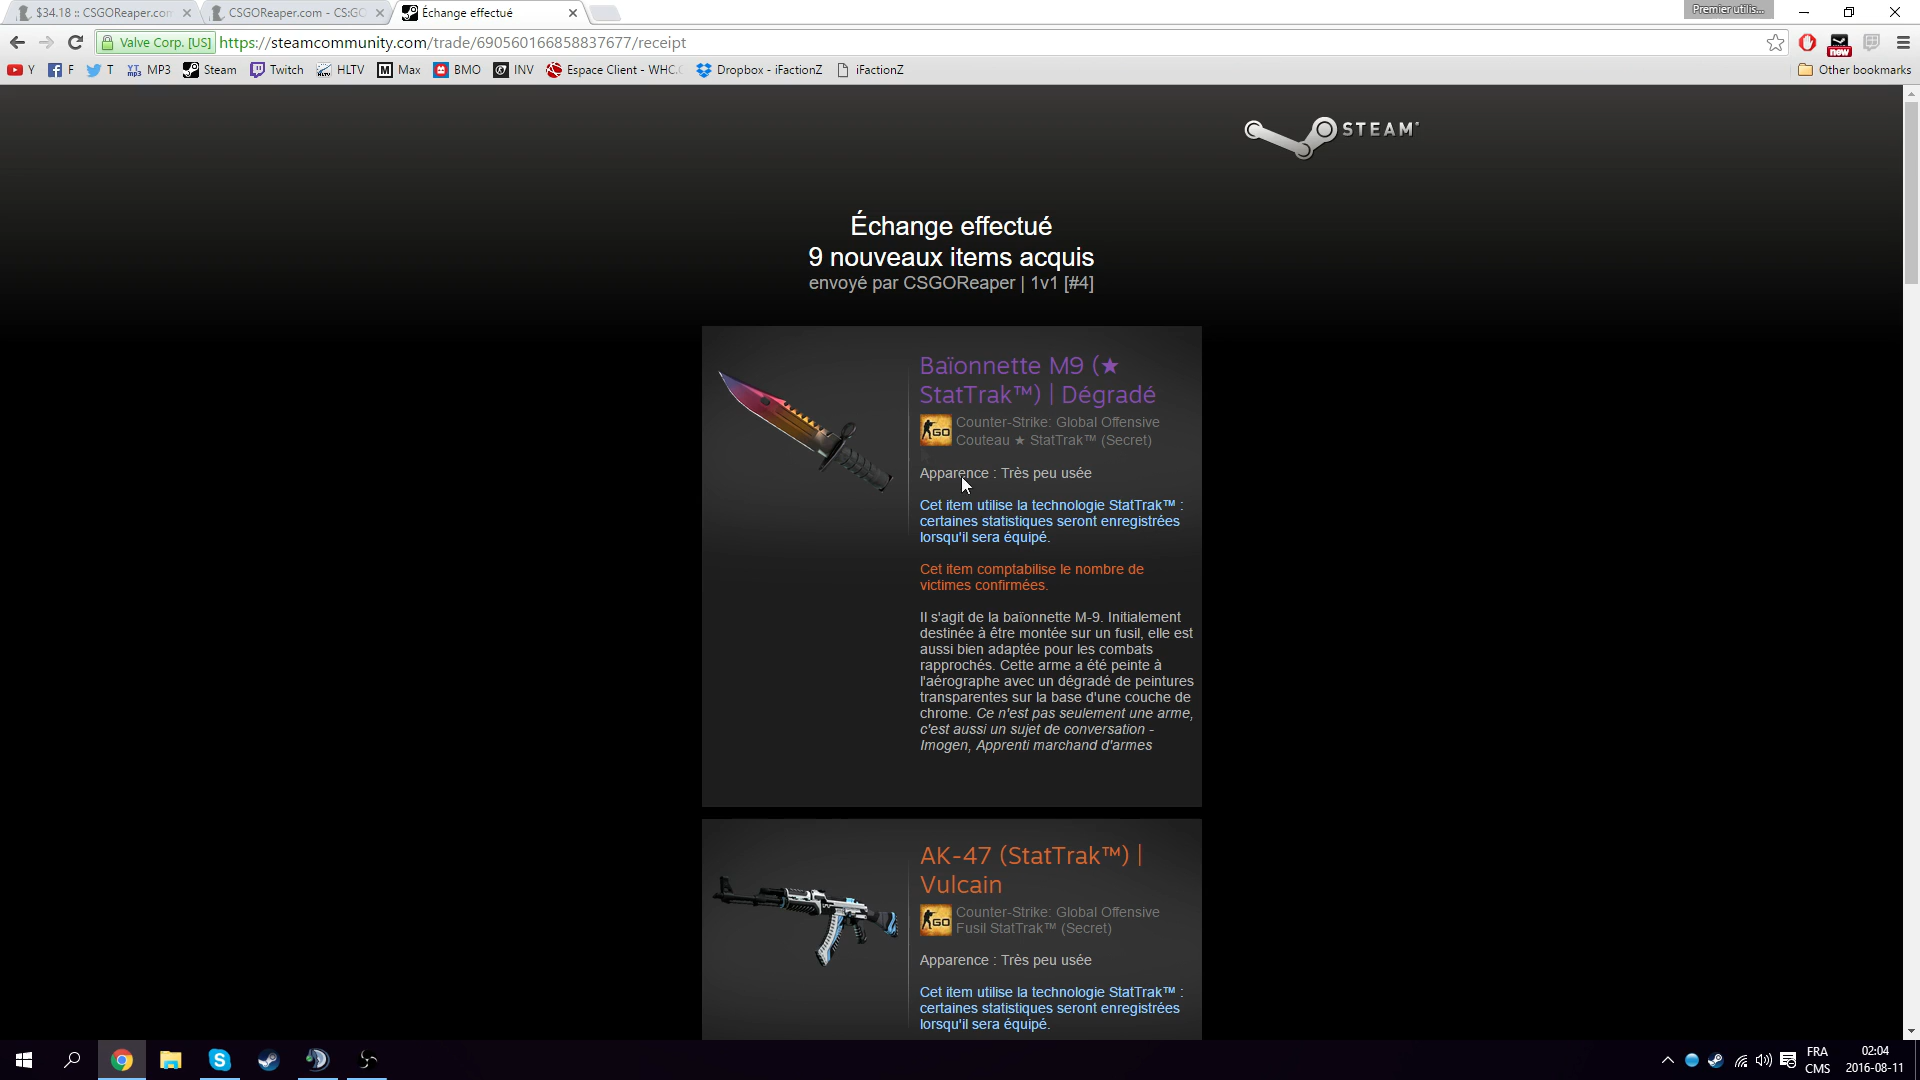 $34.18 :: CSGOReaper.com
CSGOReaper.com - CS:GO
Échange effectué
Premier utilis...
Valve Corp. [US]
https://steamcommunity.com/trade/690560166858837677/receipt
new
Y
F
T
MP3
Steam
Twitch
HLTV
Max
BMO
INV
Espace Client - WHC.
Dropbox - iFactionZ
iFactionZ
Other bookmarks
STEAM
Échange effectué
9 nouveaux items acquis
envoyé par CSGOReaper | 1v1 [#4]
Baïonnette M9 (★
StatTrak™) | Dégradé
Counter-Strike: Global Offensive
Couteau ★ StatTrak™ (Secret)
Apparence : Très peu usée
Cet item utilise la technologie StatTrak™ :
certaines statistiques seront enregistrées
lorsqu'il sera équipé.
Cet item comptabilise le nombre de
victimes confirmées.
Il s'agit de la baïonnette M-9. Initialement
destinée à être montée sur un fusil, elle est
aussi bien adaptée pour les combats
rapprochés. Cette arme a été peinte à
l'aérographe avec un dégradé de peintures
transparentes sur la base d'une couche de
chrome. Ce n'est pas seulement une arme,
c'est aussi un sujet de conversation -
Imogen, Apprenti marchand d'armes
AK-47 (StatTrak™) |
Vulcain
Counter-Strike: Global Offensive
Fusil StatTrak™ (Secret)
Apparence : Très peu usée
Cet item utilise la technologie StatTrak™ :
certaines statistiques seront enregistrées
lorsqu'il sera équipé.
FRA
CMS
02:04
2016-08-11